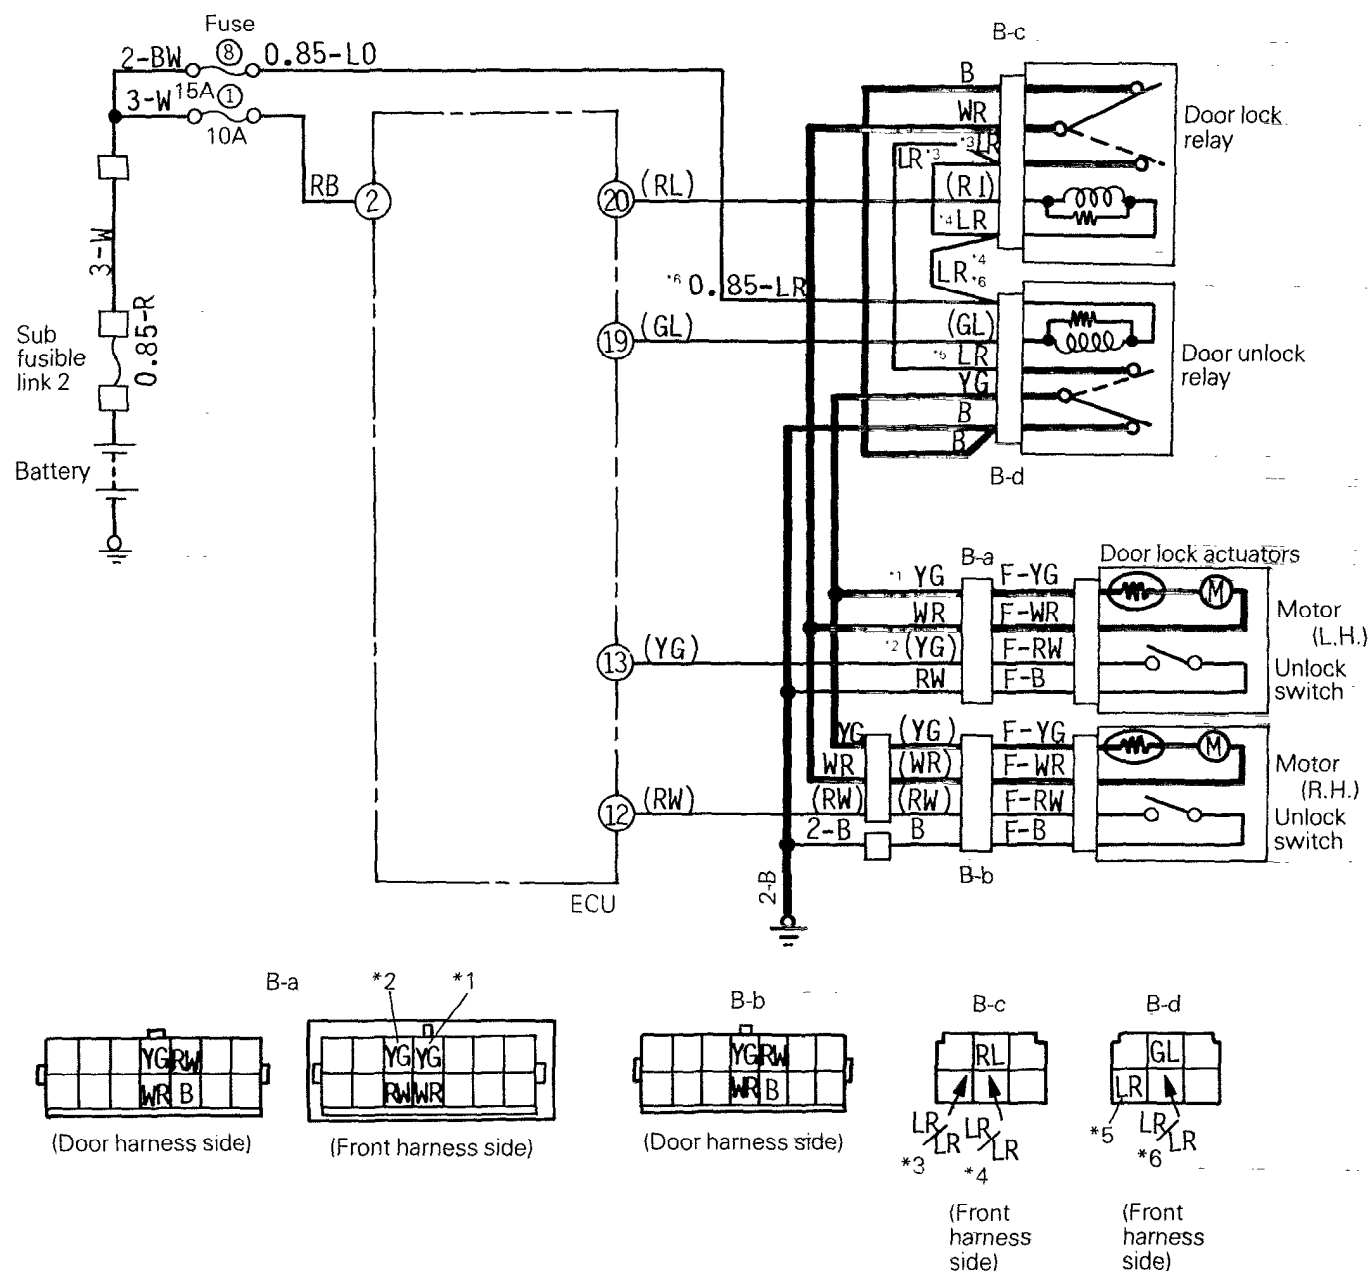 Fuse
2-BW
8
0.85-LO
15A
3-W
1
10A
RB
2
3-W
0.85-R
Sub
fusible
link 2
Battery
20
(RL)
19
(GL)
13
(YG)
12
(RW)
ECU
*6 0.85-LR
B-c
B
WR
LR*3
*3LR
(RI)
*4LR
LR*4
*6
Door lock
relay
(GL)
*5 LR
YG
B
B
Door unlock
relay
B-d
B-a
Door lock actuators
*1 YG
F-YG
M
WR
F-WR
Motor
(L.H.)
*2 (YG)
F-RW
RW
F-B
Unlock
switch
YG
(YG)
F-YG
M
WR
(WR)
F-WR
Motor
(R.H.)
(RW)
(RW)
F-RW
2-B
B
F-B
Unlock
switch
B-b
2-B
B-a
*2
*1
YG RW
WR B
(Door harness side)
YG YG
RW WR
(Front harness side)
B-b
YG RW
WR B
(Door harness side)
B-c
RL
LR/LR
*3
LR/LR
*4
(Front
harness
side)
B-d
GL
LR
*5
LR/LR
*6
(Front
harness
side)